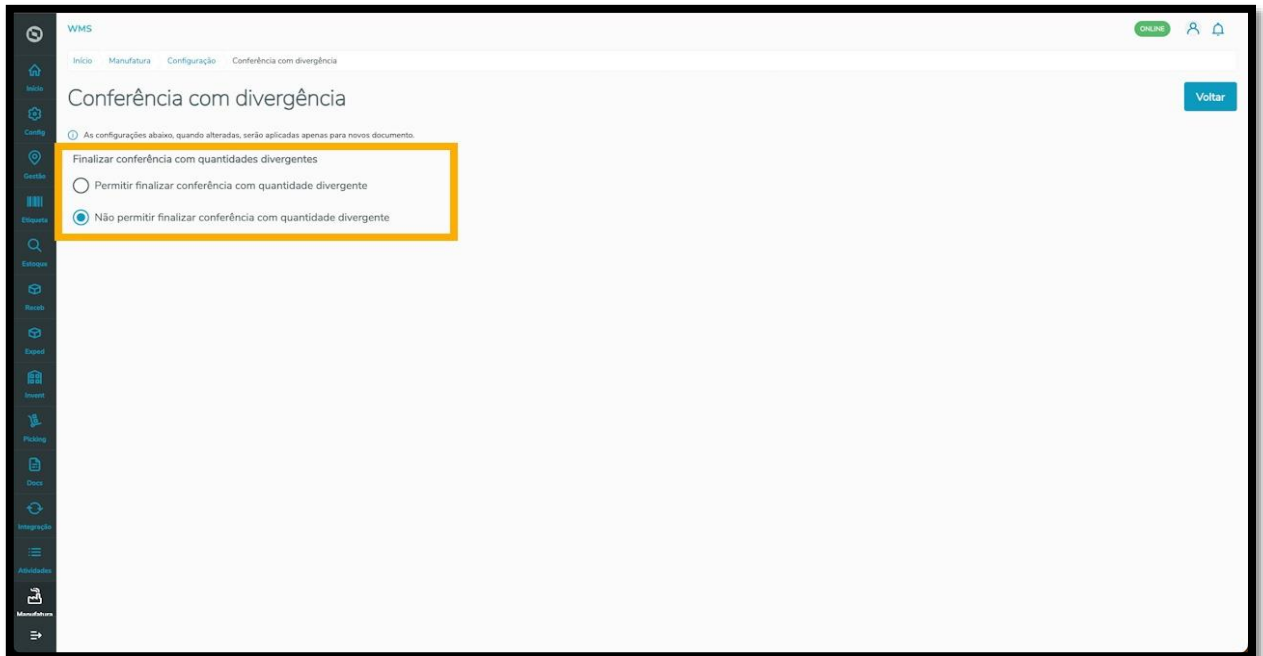 WMS
ONLINE
Início Manufatura Configuração Conferência com divergência
Conferência com divergência
Voltar
As configurações abaixo, quando alteradas, serão aplicadas apenas para novos documento.
Finalizar conferência com quantidades divergentes
Permitir finalizar conferência com quantidade divergente
Não permitir finalizar conferência com quantidade divergente
Início
Config
Gestão
Etiqueta
Estoque
Receb
Exped
Invent
Picking
Docs
Integração
Atividades
Manufatura